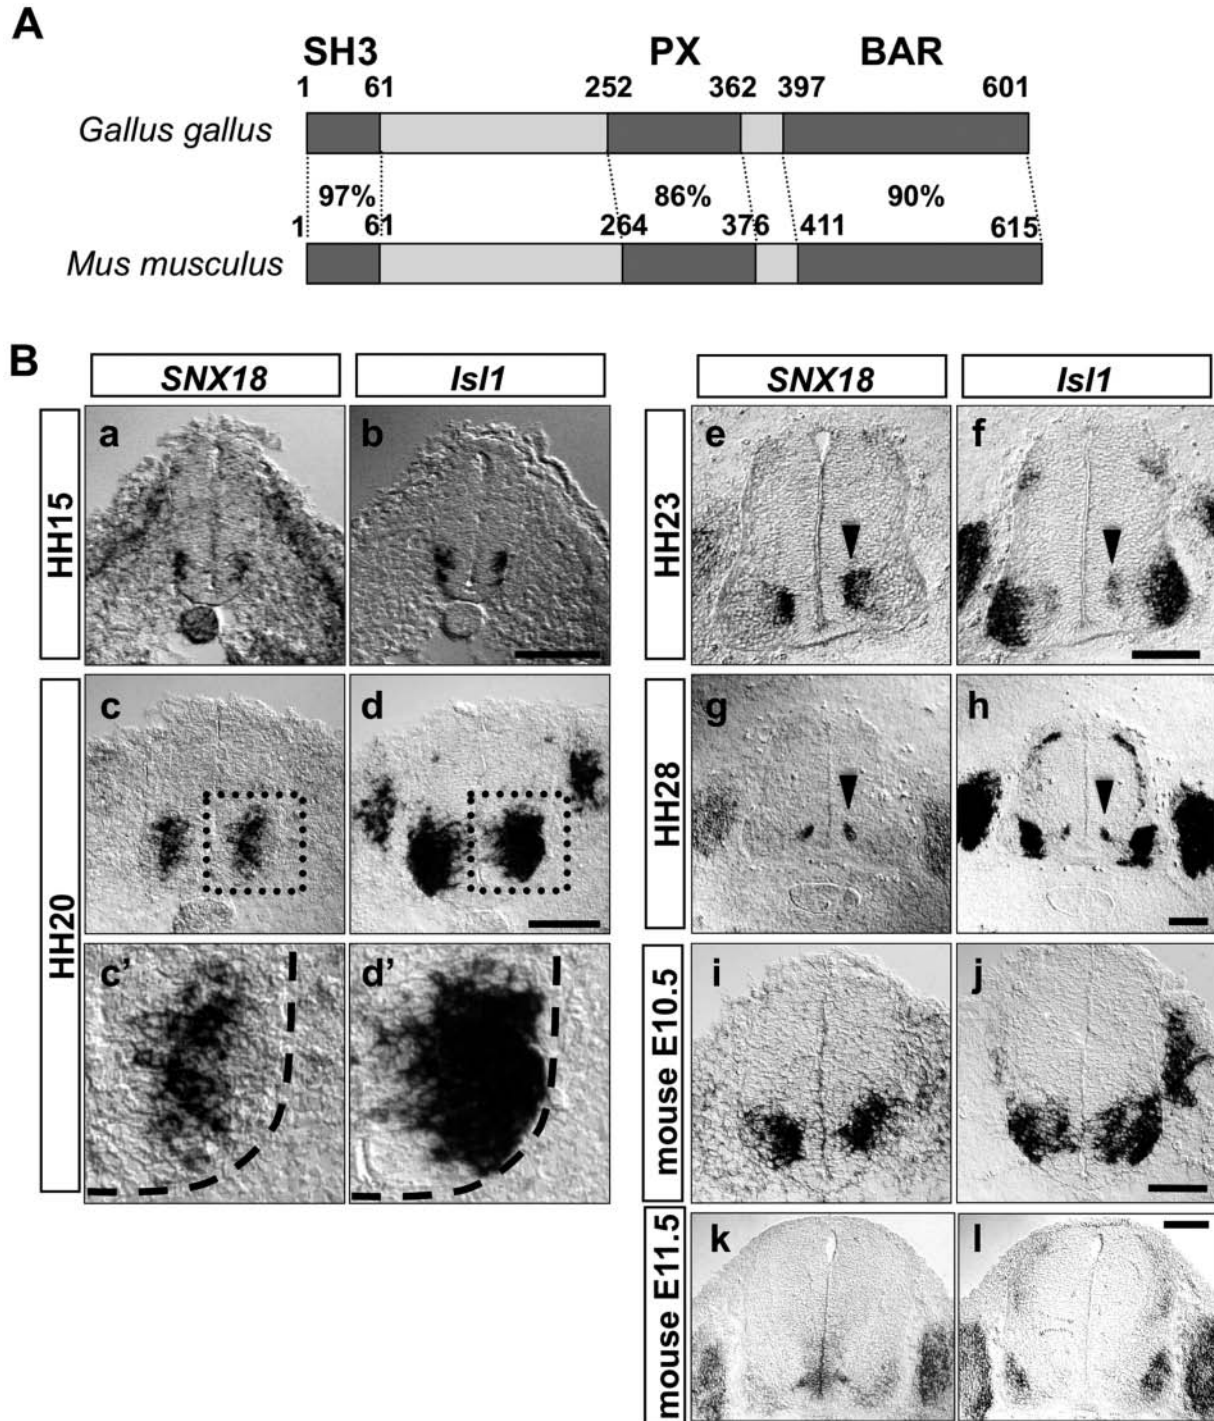 A
SH3 PX BAR
1 61 252 362 397 601
Gallus gallus
97% 86% 90%
1 61 264 376 411 615
Mus musculus
B
SNX18 Isl1
HH15
a b
HH20
c d
c' d'
SNX18 Isl1
HH23
e f
HH28
g h
mouse E10.5
i j
mouse E11.5
k l